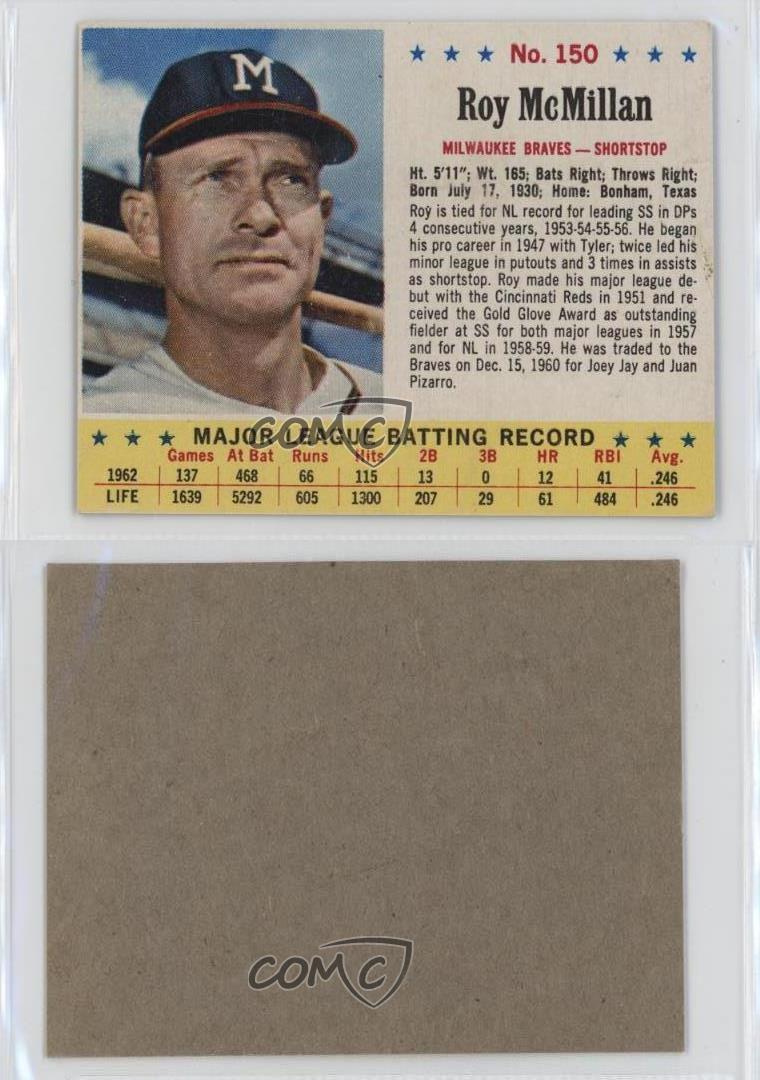 M
★ ★ ★ No. 150 ★ ★ ★
Roy McMillan
MILWAUKEE BRAVES — SHORTSTOP
Ht. 5'11"; Wt. 165; Bats Right; Throws Right;
Born July 17, 1930; Home: Bonham, Texas
Roy is tied for NL record for leading SS in DPs
4 consecutive years, 1953-54-55-56. He began
his pro career in 1947 with Tyler; twice led his
minor league in putouts and 3 times in assists
as shortstop. Roy made his major league de-
but with the Cincinnati Reds in 1951 and re-
ceived the Gold Glove Award as outstanding
fielder at SS for both major leagues in 1957
and for NL in 1958-59. He was traded to the
Braves on Dec. 15, 1960 for Joey Jay and Juan
Pizarro.
COMC
★ ★ ★ MAJOR LEAGUE BATTING RECORD ★ ★ ★
Games At Bat Runs Hits 2B 3B HR RBI Avg.
1962 137 468 66 115 13 0 12 41 .246
LIFE 1639 5292 605 1300 207 29 61 484 .246
COMC